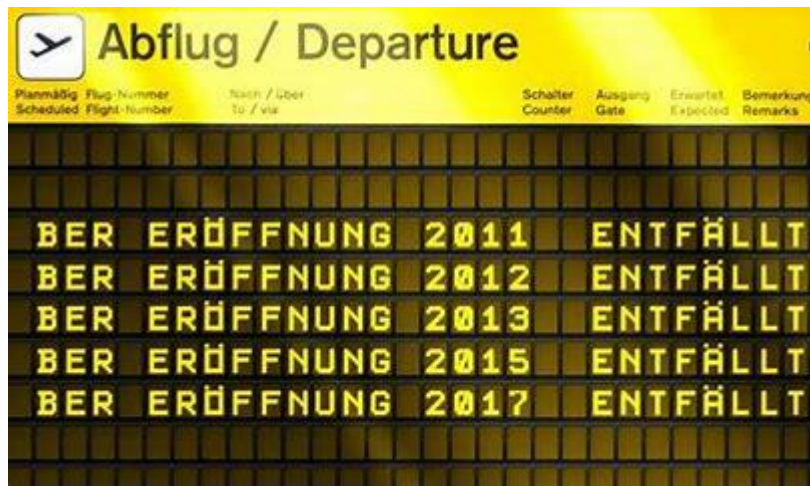 Abflug / Departure
Planmäßig Flug-Nummer Nach / über Schalter Ausgang Erwartet Bemerkung
Scheduled Flight-Number To / via Counter Gate Expected Remarks
BER ERÖFFNUNG 2011 ENTFÄLLT
BER ERÖFFNUNG 2012 ENTFÄLLT
BER ERÖFFNUNG 2013 ENTFÄLLT
BER ERÖFFNUNG 2015 ENTFÄLLT
BER ERÖFFNUNG 2017 ENTFÄLLT